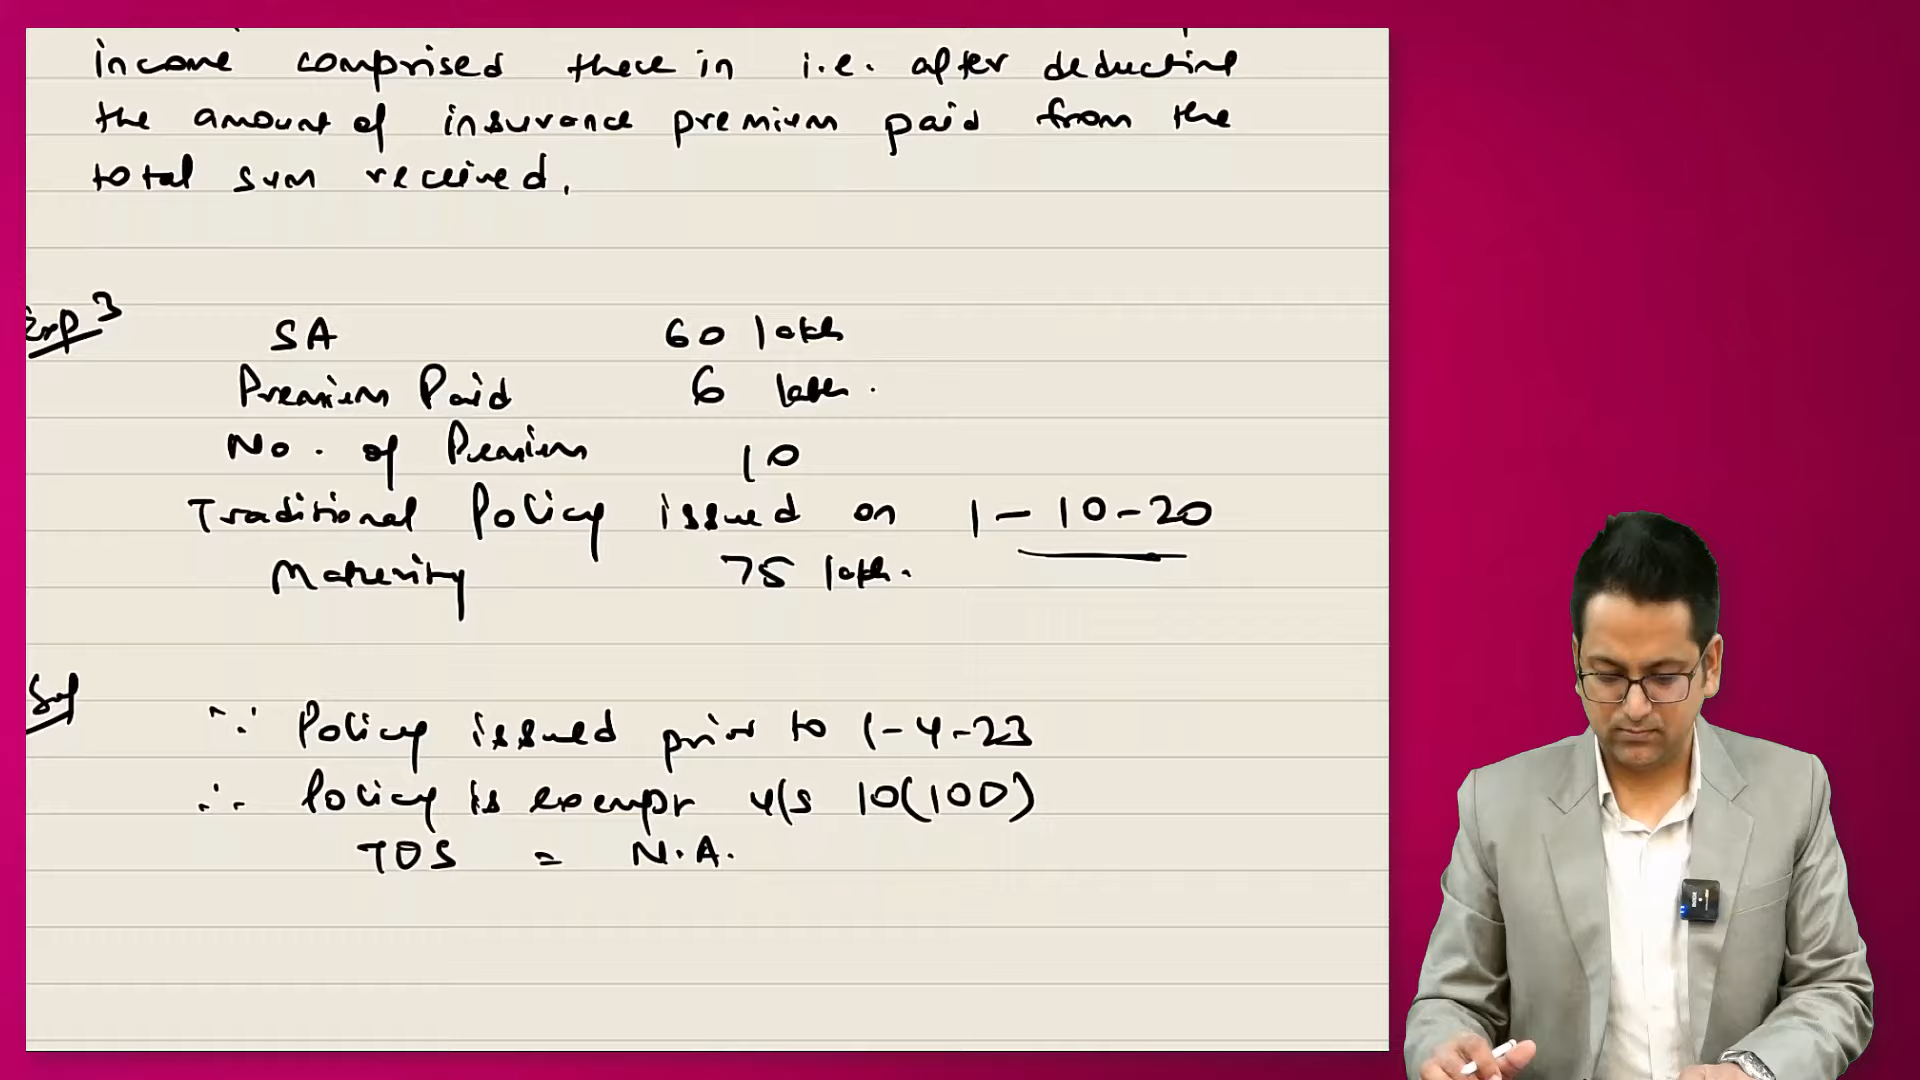 income comprised there in i.e. after deducting
the amount of insurance premium paid from the
total sum received.
Exp 3
SA 60 lakhs
Premium Paid 6 lakh.
No. of Premium 10
Traditional Policy issued on 1-10-20
Maturity 75 lakh.
Sol
∵ Policy issued prior to 1-4-23
∴ Policy is exempt u/s 10(10D)
TDS = N.A.